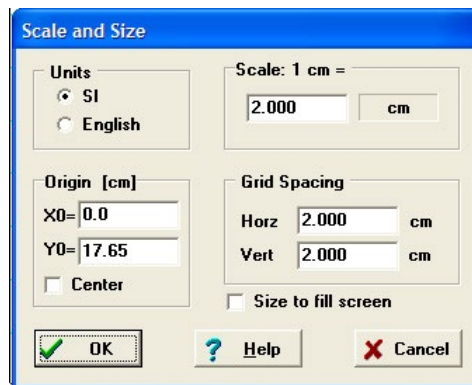 Scale and Size
Units
SI
English
Scale: 1 cm =
2.000 cm
Origin [cm]
X0= 0.0
Y0= 17.65
Center
Grid Spacing
Horz 2.000 cm
Vert 2.000 cm
Size to fill screen
OK
? Help
Cancel